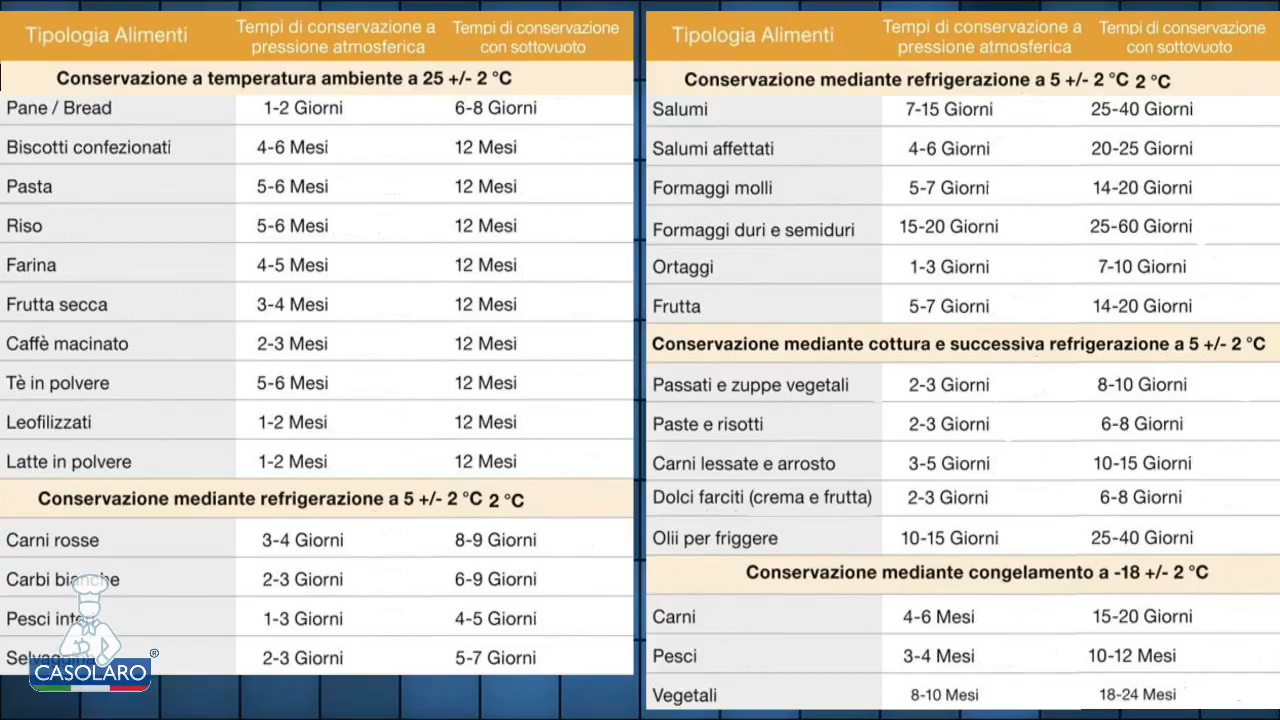 Tipologia Alimenti
Tempi di conservazione a pressione atmosferica
Tempi di conservazione con sottovuoto
Conservazione a temperatura ambiente a 25 +/- 2 °C
Pane / Bread 1-2 Giorni 6-8 Giorni
Biscotti confezionati 4-6 Mesi 12 Mesi
Pasta 5-6 Mesi 12 Mesi
Riso 5-6 Mesi 12 Mesi
Farina 4-5 Mesi 12 Mesi
Frutta secca 3-4 Mesi 12 Mesi
Caffè macinato 2-3 Mesi 12 Mesi
Tè in polvere 5-6 Mesi 12 Mesi
Leofilizzati 1-2 Mesi 12 Mesi
Latte in polvere 1-2 Mesi 12 Mesi
Conservazione mediante refrigerazione a 5 +/- 2 °C 2 °C
Carni rosse 3-4 Giorni 8-9 Giorni
Carbi bianche 2-3 Giorni 6-9 Giorni
Pesci 1-3 Giorni 4-5 Giorni
2-3 Giorni 5-7 Giorni
CASOLARO ®
Tipologia Alimenti
Tempi di conservazione a pressione atmosferica
Tempi di conservazione con sottovuoto
Conservazione mediante refrigerazione a 5 +/- 2 °C 2 °C
Salumi 7-15 Giorni 25-40 Giorni
Salumi affettati 4-6 Giorni 20-25 Giorni
Formaggi molli 5-7 Giorni 14-20 Giorni
Formaggi duri e semiduri 15-20 Giorni 25-60 Giorni
Ortaggi 1-3 Giorni 7-10 Giorni
Frutta 5-7 Giorni 14-20 Giorni
Conservazione mediante cottura e successiva refrigerazione a 5 +/- 2 °C
Passati e zuppe vegetali 2-3 Giorni 8-10 Giorni
Paste e risotti 2-3 Giorni 6-8 Giorni
Carni lessate e arrosto 3-5 Giorni 10-15 Giorni
Dolci farciti (crema e frutta) 2-3 Giorni 6-8 Giorni
Olii per friggere 10-15 Giorni 25-40 Giorni
Conservazione mediante congelamento a -18 +/- 2 °C
Carni 4-6 Mesi 15-20 Giorni
Pesci 3-4 Mesi 10-12 Mesi
Vegetali 8-10 Mesi 18-24 Mesi